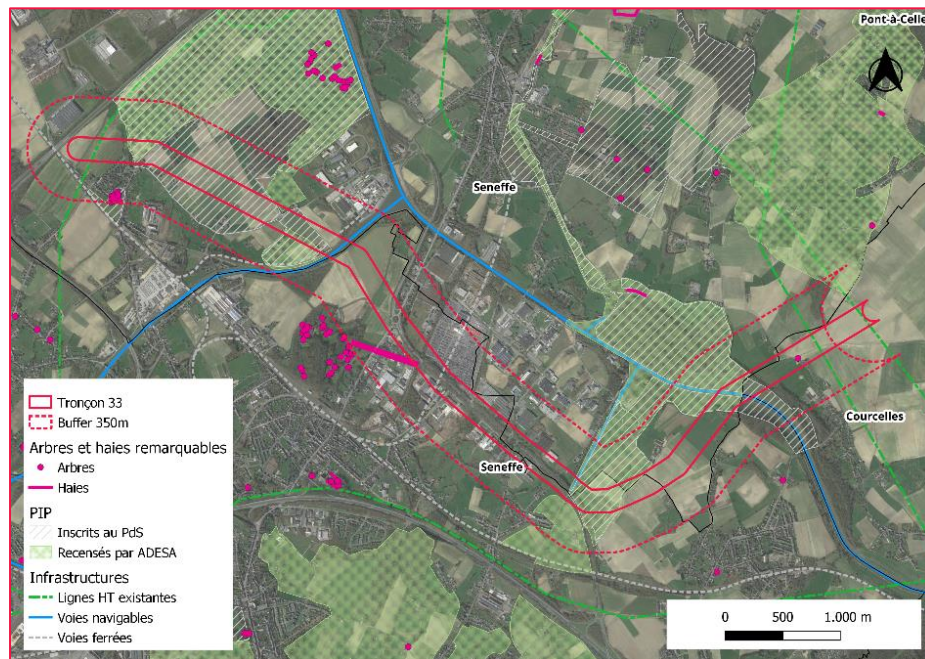 Pont-à-Celle
Seneffe
Seneffe
Courcelles
Tronçon 33
Buffer 350m
Arbres et haies remarquables
Arbres
Haies
PIP
Inscrits au PdS
Recensés par ADESA
Infrastructures
Lignes HT existantes
Voies navigables
Voies ferrées
0 500 1.000 m